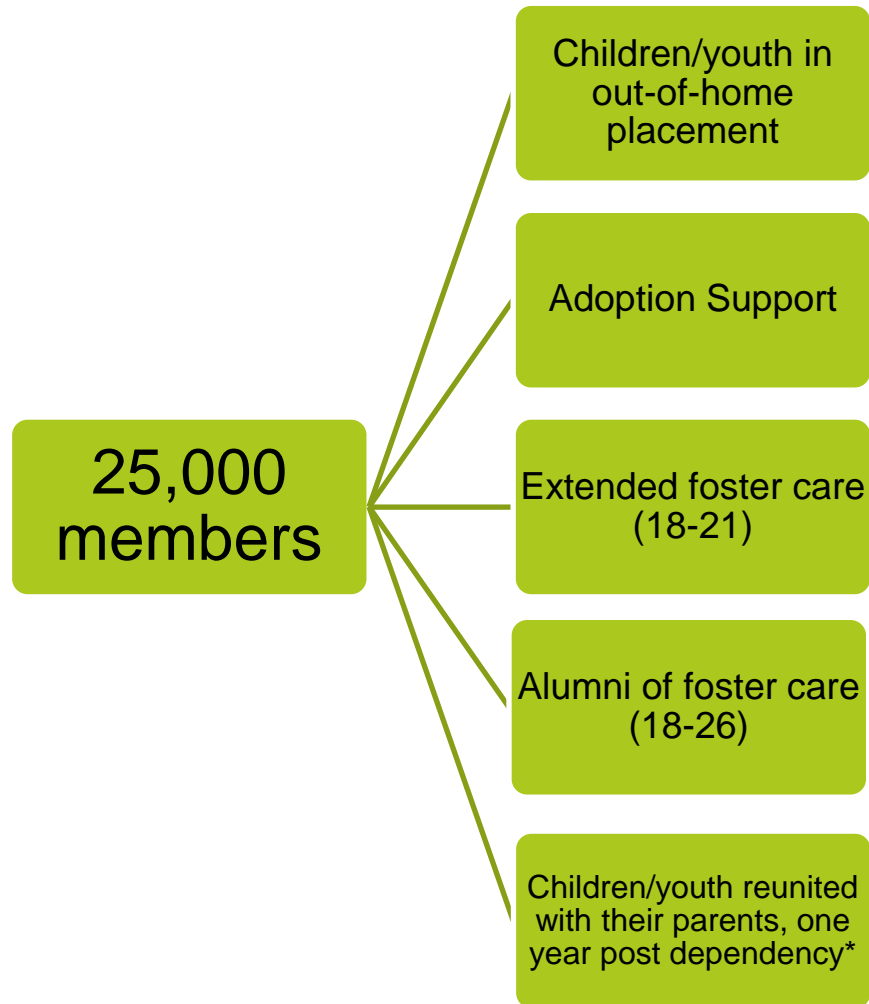 Children/youth in
out-of-home
placement
Adoption Support
25,000
members
Extended foster care
(18-21)
Alumni of foster care
(18-26)
Children/youth reunited
with their parents, one
year post dependency*